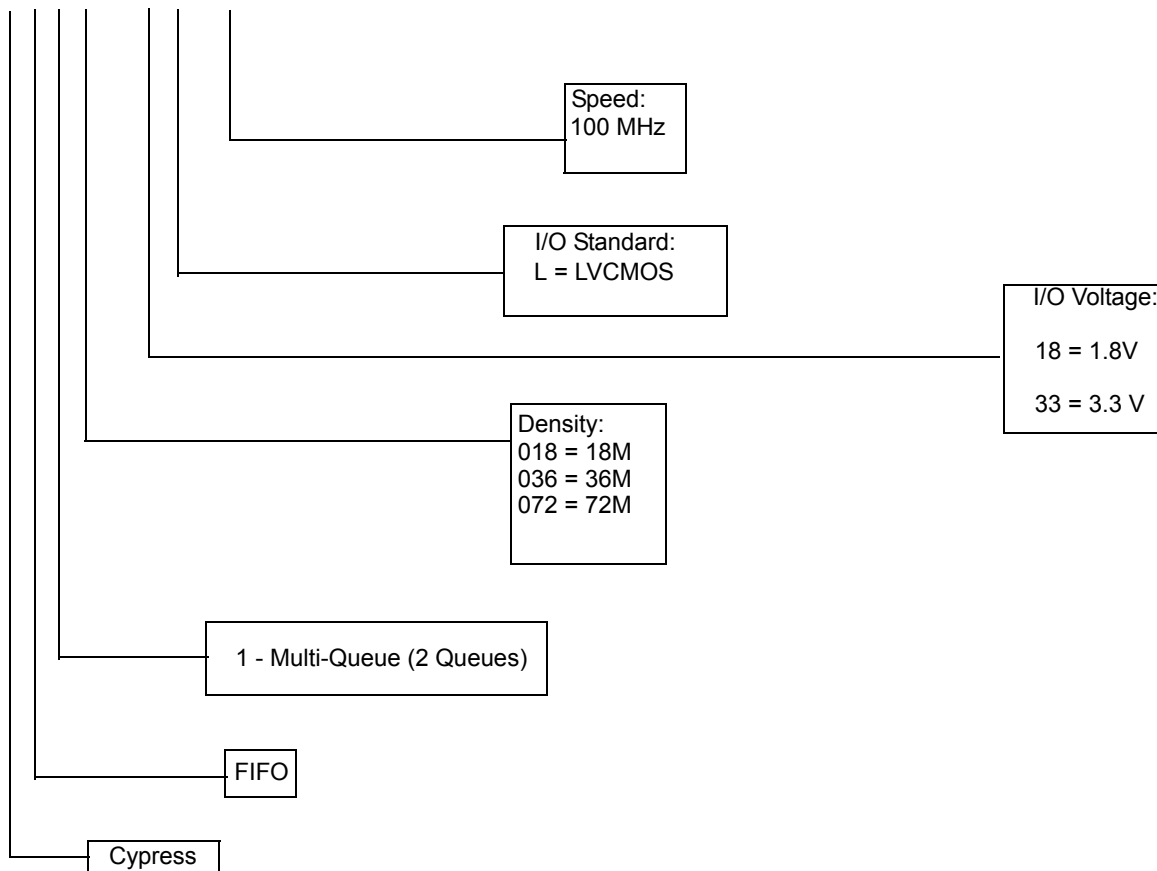 Speed:
100 MHz
I/O Standard:
L = LVCMOS
I/O Voltage:
18 = 1.8V
33 = 3.3 V
Density:
018 = 18M
036 = 36M
072 = 72M
1 - Multi-Queue (2 Queues)
FIFO
Cypress